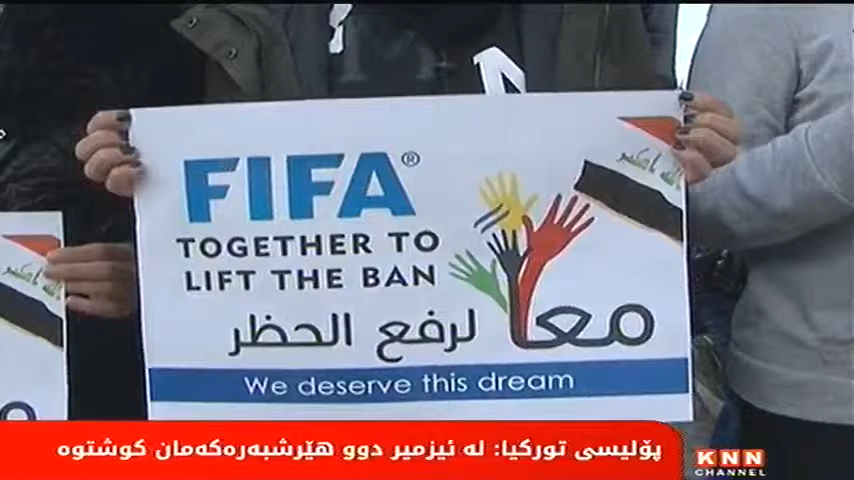 FIFA®
TOGETHER TO
LIFT THE BAN
معاً لرفع الحظر
We deserve this dream
الله اكبر
پۆلیسی تورکیا: لە ئیزمیر دوو هێرشبەرەکەمان کوشتوە
KNN
CHANNEL